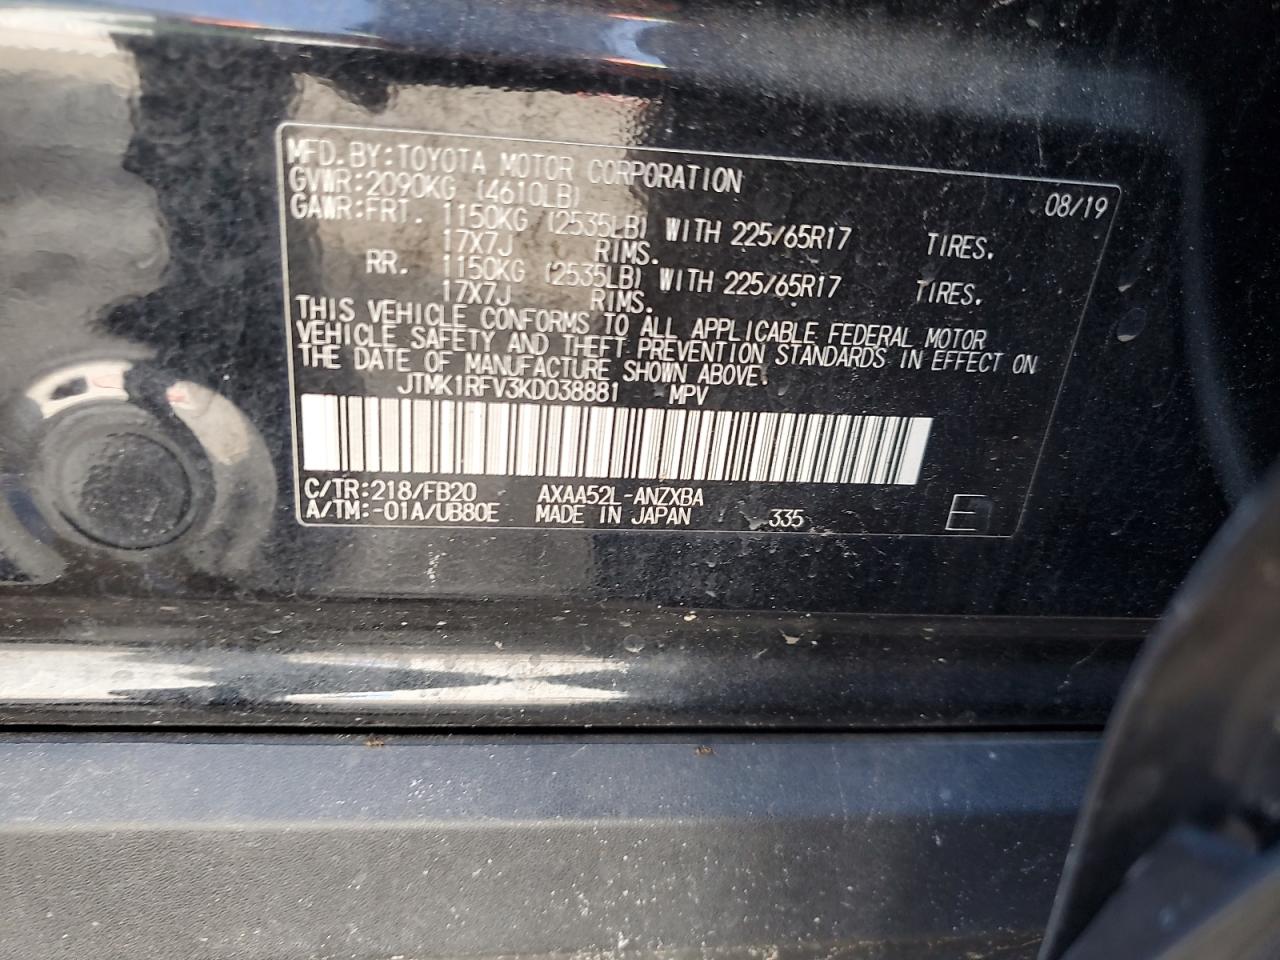 MFD. BY:TOYOTA MOTOR CORPORATION 08/19
GVWR:2090KG (4610LB)
GAWR:FRT. 1150KG (2535LB) WITH 225/65R17 TIRES.
17X7J RIMS.
RR. 1150KG (2535LB) WITH 225/65R17 TIRES.
17X7J RIMS.
THIS VEHICLE CONFORMS TO ALL APPLICABLE FEDERAL MOTOR
VEHICLE SAFETY AND THEFT PREVENTION STANDARDS IN EFFECT ON
THE DATE OF MANUFACTURE SHOWN ABOVE.
JTMK1RFV3KD038881 MPV
C/TR:218/FB20 AXAA52L-ANZXBA
A/TM:-01A/UB80E MADE IN JAPAN 335 E